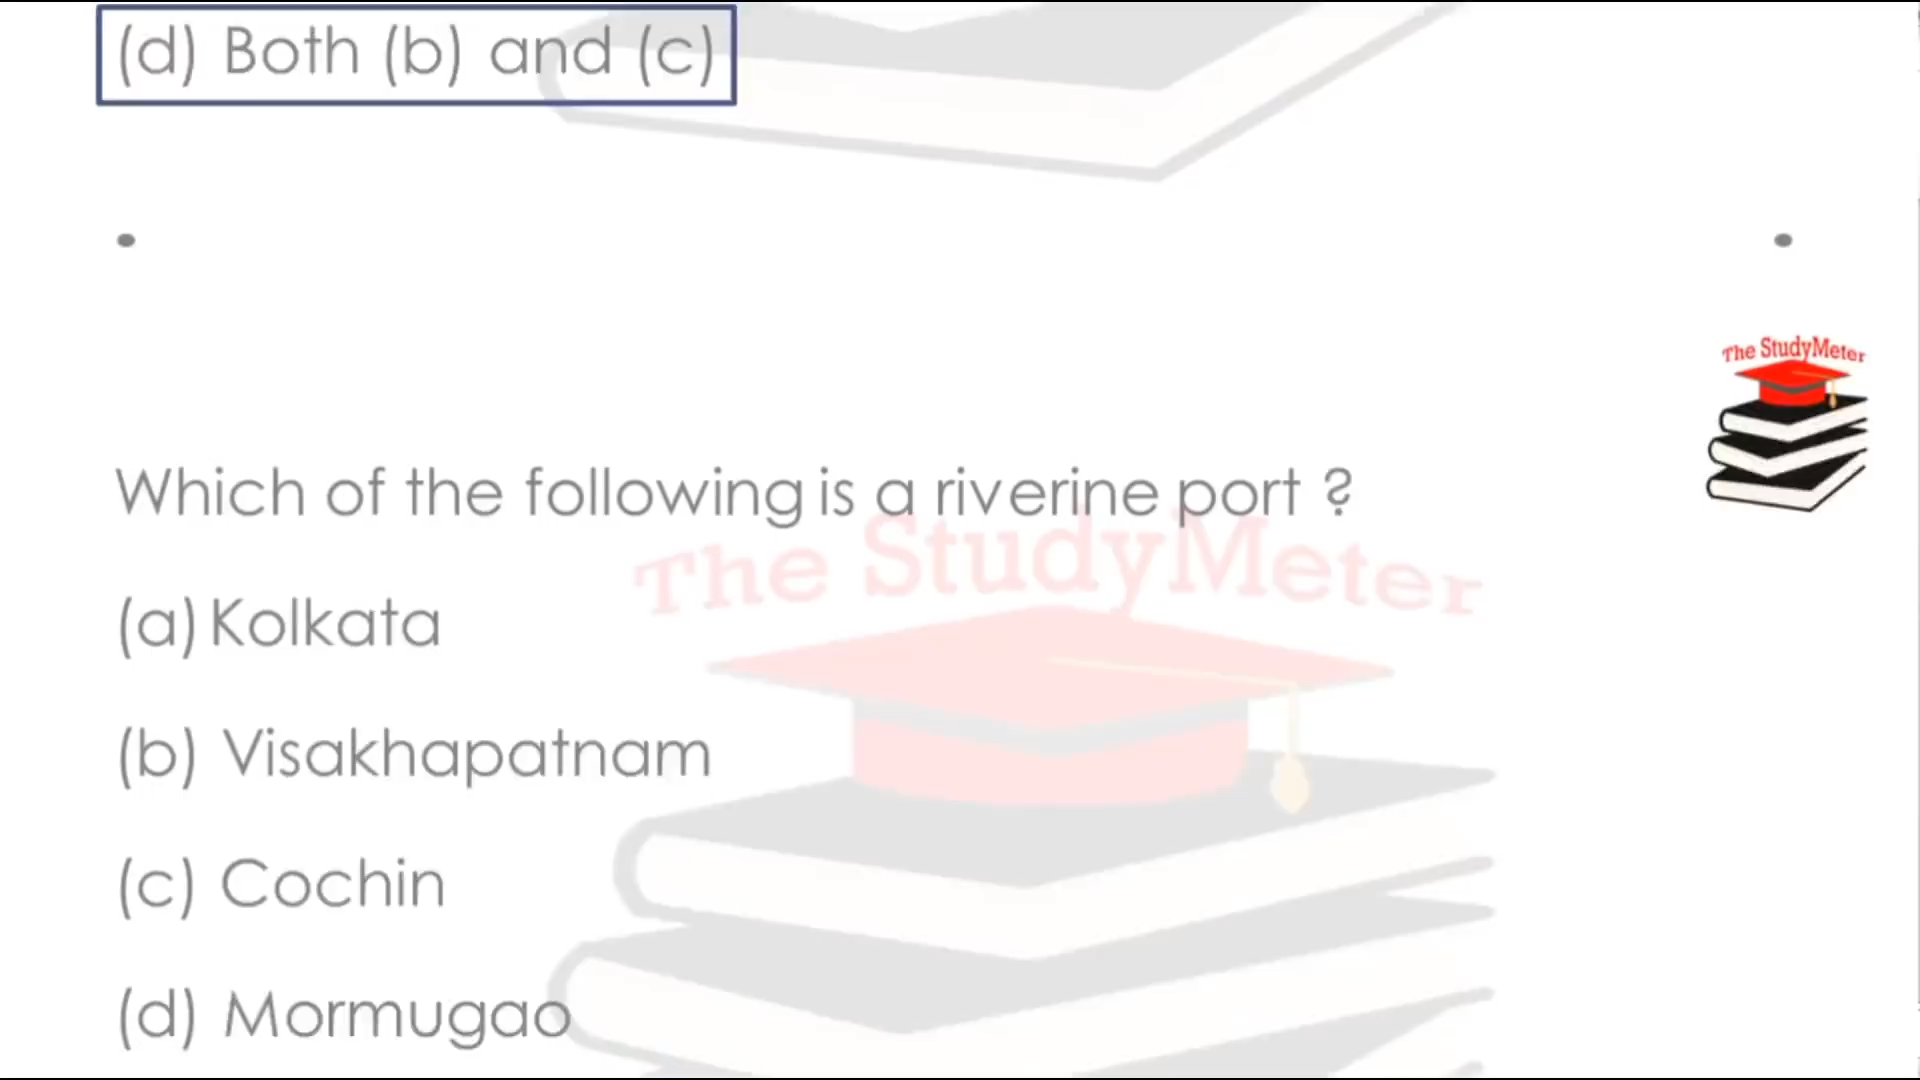 (d) Both (b) and (c)
•
•
The StudyMeter
Which of the following is a riverine port ?
The StudyMeter
(a) Kolkata
(b) Visakhapatnam
(c) Cochin
(d) Mormugao